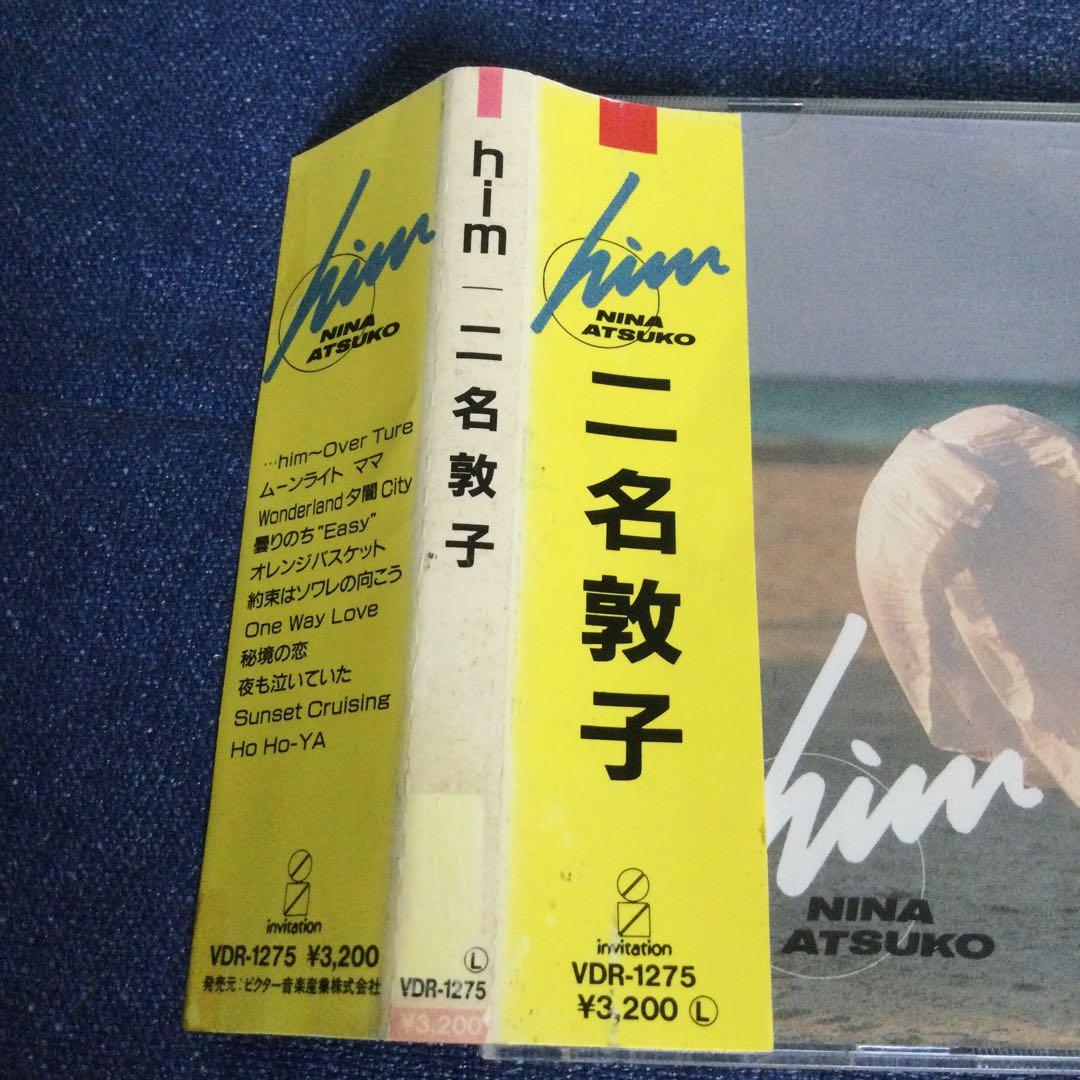 him
NINA
ATSUKO
…him～Over Ture
ムーンライト ママ
Wonderland夕闇City
曇りのち"Easy"
オレンジバスケット
約束はソワレの向こう
One Way Love
秘境の恋
夜も泣いていた
Sunset Cruising
Ho Ho-YA
invitation
VDR-1275 ¥3,200
発売元:ビクター音楽産業株式会社
him｜二名敦子
Ⓛ
VDR-1275
¥3,200
him
NINA
ATSUKO
二名敦子
invitation
VDR-1275
¥3,200 Ⓛ
him
NINA
ATSUKO